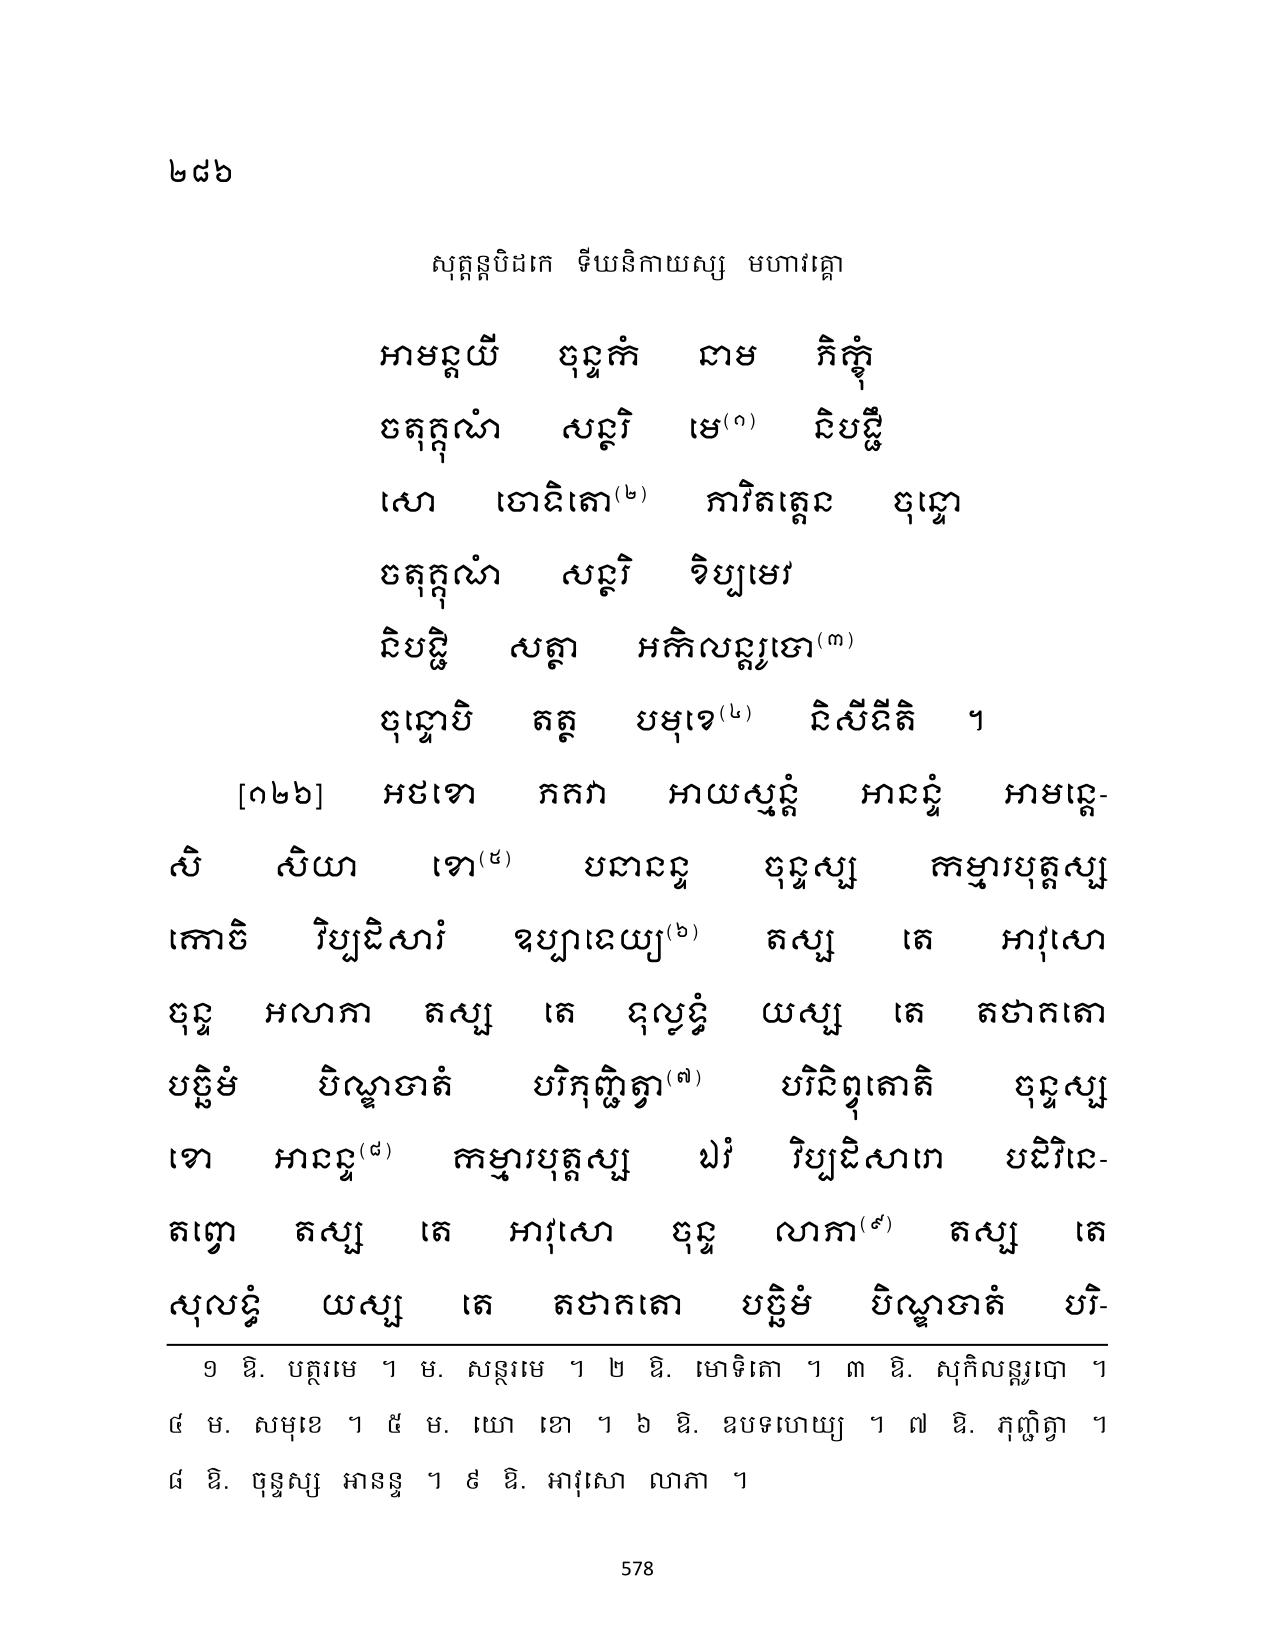 ២៨៦
សុត្តន្តបិដកេ ទីឃនិកាយស្ស មហាវគ្គោ
អាមន្តយី ចុន្ទកំ នាម ភិក្ខុំ
ចតុគ្គុណំ សន្ថរិ មេ(១) និបជ្ជឹ
សោ ចោទិតោ(២) ភាវិតត្តេន ចុន្ទោ
ចតុគ្គុណំ សន្ថរិ ខិប្បមេវ
និបជ្ជិ សត្ថា អកិលន្តរូបោ(៣)
ចុន្ទោបិ តត្ថ បមុខេ(៤) និសីទីតិ ។
[១២៦] អថខោ ភគវា អាយស្មន្តំ អានន្ទំ អាមន្តេ-
សិ សិយា ខោ(៥) បនានន្ទ ចុន្ទស្ស កម្មារបុត្តស្ស
កោចិ វិប្បដិសារំ ឧប្បាទេយ្យ(៦) តស្ស តេ អាវុសោ
ចុន្ទ អលាភា តស្ស តេ ទុល្លទ្ធំ យស្ស តេ តថាគតោ
បច្ឆិមំ បិណ្ឌបាតំ បរិភុញ្ជិត្វា(៧) បរិនិព្វុតោតិ ចុន្ទស្ស
ខោ អានន្ទ(៨) កម្មារបុត្តស្ស ឯវំ វិប្បដិសារោ បដិវិនេ-
តព្វោ តស្ស តេ អាវុសោ ចុន្ទ លាភា(៩) តស្ស តេ
សុលទ្ធំ យស្ស តេ តថាគតោ បច្ឆិមំ បិណ្ឌបាតំ បរិ-
១ ឱ. បត្ថរមេ ។ ម. សន្ថរមេ ។ ២ ឱ. មោទិតោ ។ ៣ ឱ. សុកិលន្តរូបោ ។
៤ ម. សមុខេ ។ ៥ ម. យោ ខោ ។ ៦ ឱ. ឧបទហេយ្យ ។ ៧ ឱ. ភុញ្ជិត្វា ។
៨ ឱ. ចុន្ទស្ស អានន្ទ ។ ៩ ឱ. អាវុសោ លាភា ។
578